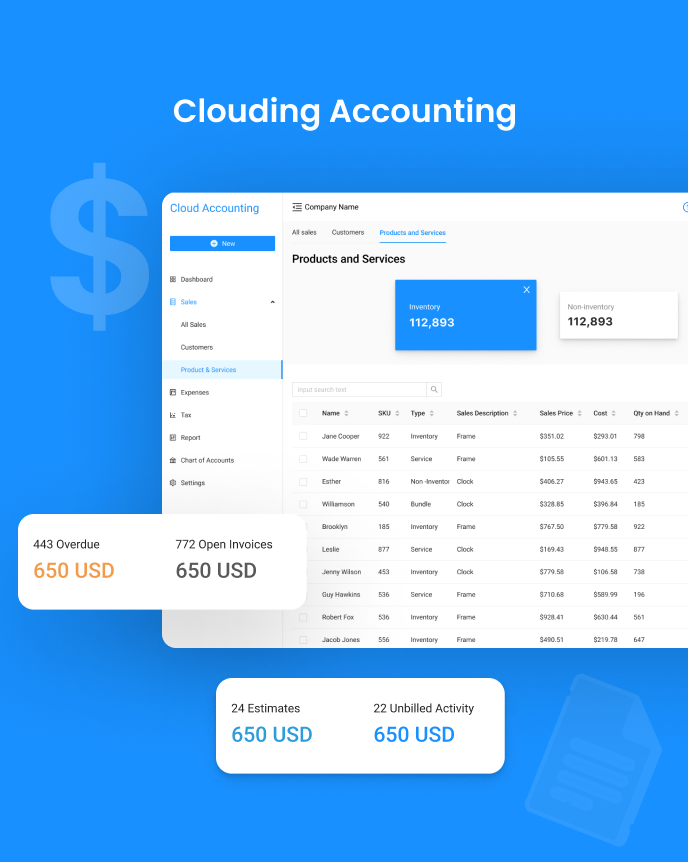 Clouding Accounting
$
Cloud Accounting
Company Name
New
All sales Customers Products and Services
Products and Services
Dashboard
Sales
All Sales
Customers
Product & Services
Expenses
Tax
Report
Chart of Accounts
Settings
X
Inventory
112,893
Non-inventory
112,893
Input search text
Name SKU Type Sales Description Sales Price Cost Qty on Hand
Jane Cooper 922 Inventory Frame $351.02 $293.01 798
Wade Warren 561 Service Frame $105.55 $601.13 583
Esther 816 Non -Inventor Clock $406.27 $943.65 423
Williamson 540 Bundle Clock $328.85 $396.84 185
Brooklyn 185 Inventory Frame $767.50 $779.58 922
Leslie 877 Service Clock $169.43 $948.55 877
Jenny Wilson 453 Inventory Clock $779.58 $106.58 738
Guy Hawkins 536 Service Frame $710.68 $589.99 196
Robert Fox 536 Inventory Frame $928.41 $630.44 561
Jacob Jones 556 Inventory Frame $490.51 $219.78 647
443 Overdue
650 USD
772 Open Invoices
650 USD
24 Estimates
650 USD
22 Unbilled Activity
650 USD